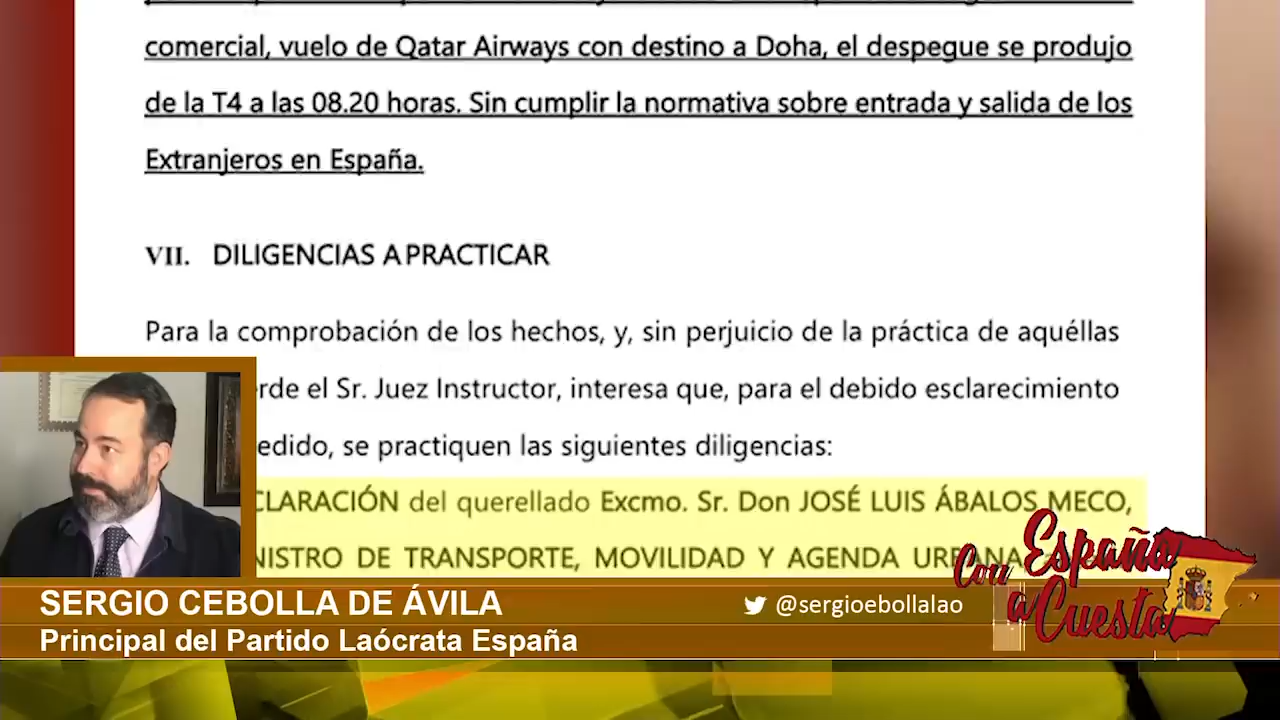 comercial, vuelo de Qatar Airways con destino a Doha, el despegue se produjo
de la T4 a las 08.20 horas. Sin cumplir la normativa sobre entrada y salida de los
Extranjeros en España.
VII. DILIGENCIAS A PRACTICAR
Para la comprobación de los hechos, y, sin perjuicio de la práctica de aquéllas
erde el Sr. Juez Instructor, interesa que, para el debido esclarecimiento
edido, se practiquen las siguientes diligencias:
CLARACIÓN del querellado Excmo. Sr. Don JOSÉ LUIS ÁBALOS MECO,
NISTRO DE TRANSPORTE, MOVILIDAD Y AGENDA URBANA
Con España a Cuesta
SERGIO CEBOLLA DE ÁVILA
@sergioebollalao
Principal del Partido Laócrata España